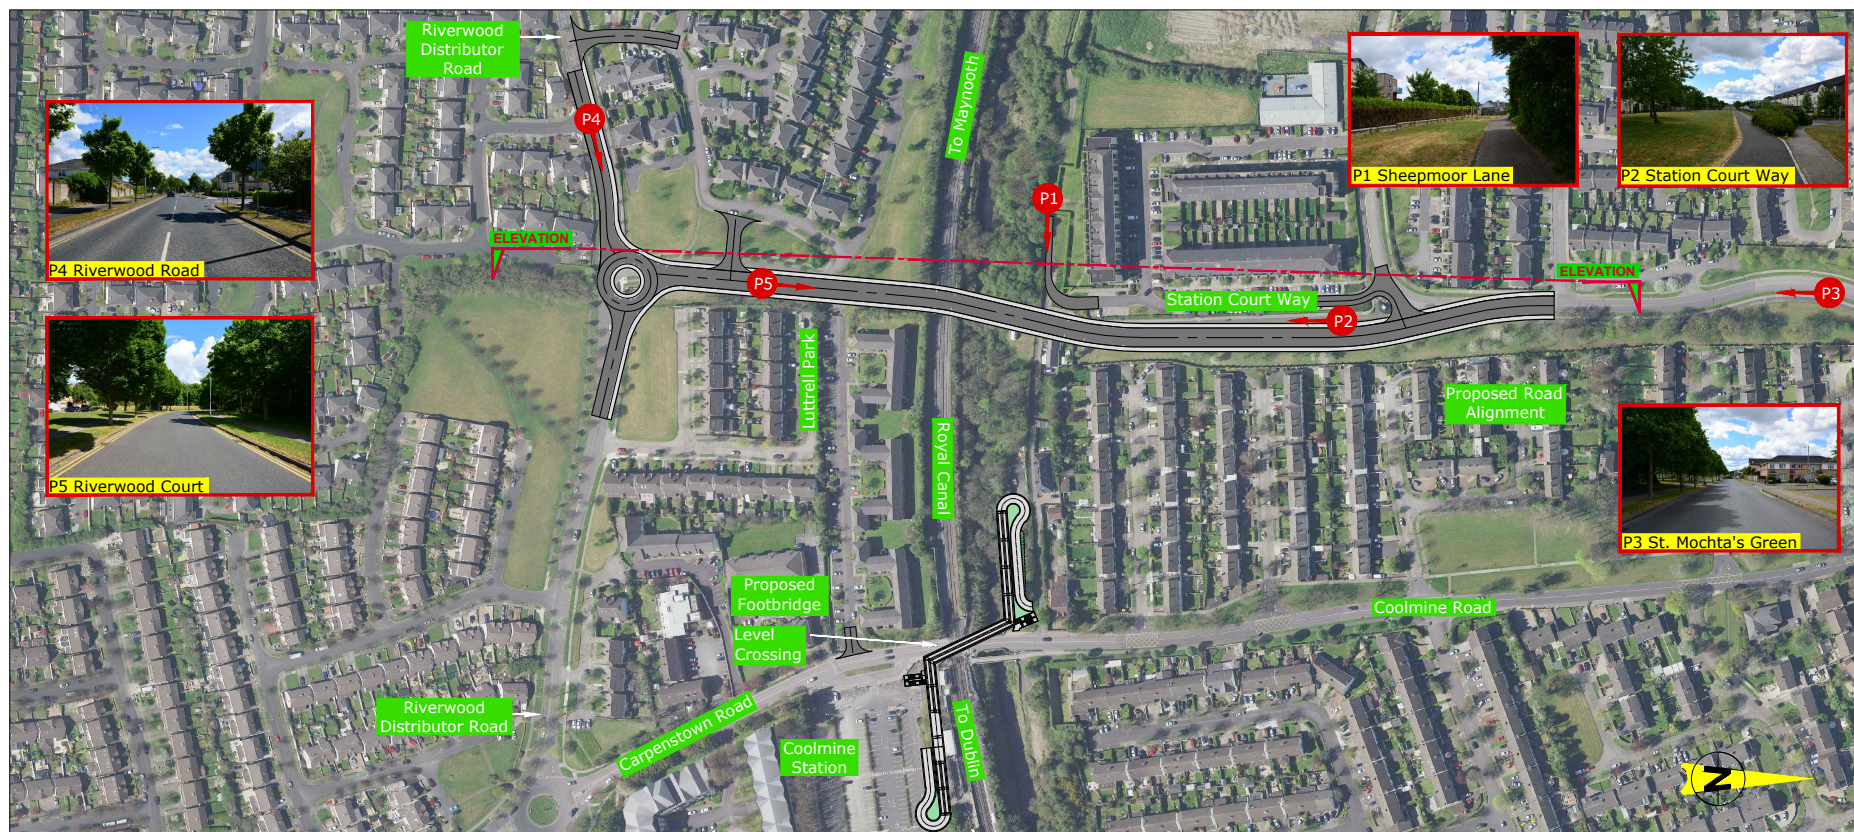 Riverwood
Distributor
Road
To Maynooth
P1 Sheepmoor Lane
P2 Station Court Way
P4
P4 Riverwood Road
P1
ELEVATION
ELEVATION
P5
Station Court Way
P3
P2
Luttrell Park
Proposed Road
Alignment
P5 Riverwood Court
Royal Canal
P3 St. Mochta's Green
Proposed
Footbridge
Coolmine Road
Level
Crossing
Riverwood
Distributor Road
Carpenstown Road
Coolmine
Station
To Dublin
N